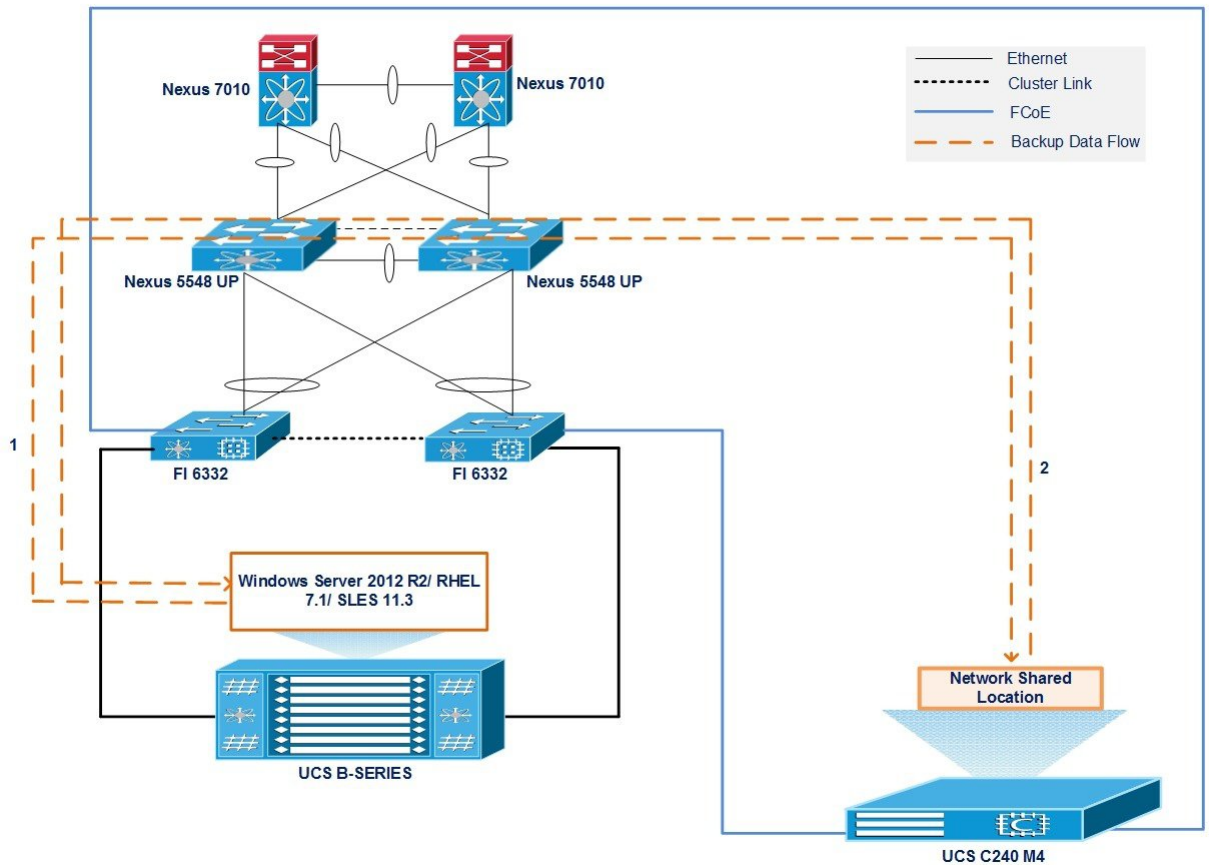 Nexus 7010
Nexus 7010
Ethernet
Cluster Link
FCoE
Backup Data Flow
Nexus 5548 UP
Nexus 5548 UP
1
FI 6332
FI 6332
2
Windows Server 2012 R2/ RHEL
7.1/ SLES 11.3
Network Shared
Location
UCS B-SERIES
C
UCS C240 M4